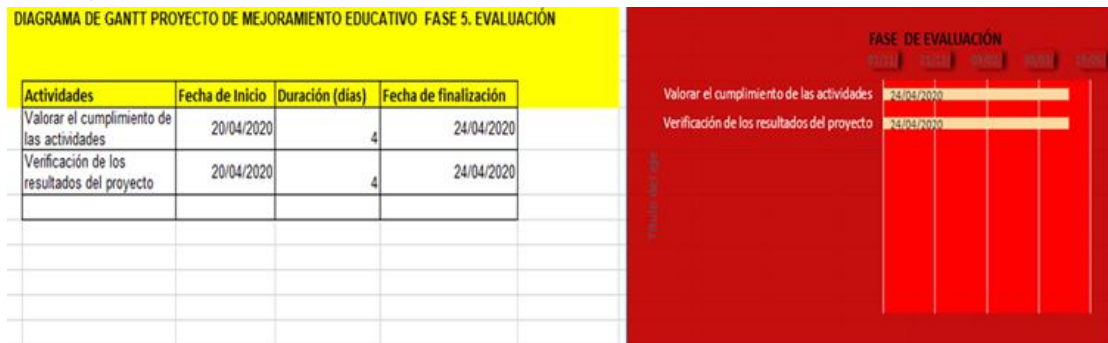 DIAGRAMA DE GANTT PROYECTO DE MEJORAMIENTO EDUCATIVO FASE 5. EVALUACIÓN
Actividades Fecha de Inicio Duración (días) Fecha de finalización
Valorar el cumplimiento de
las actividades 20/04/2020 4 24/04/2020
Verificación de los
resultados del proyecto 20/04/2020 4 24/04/2020
FASE DE EVALUACIÓN
Valorar el cumplimiento de las actividades 24/04/2020
Verificación de los resultados del proyecto 24/04/2020
Título del eje